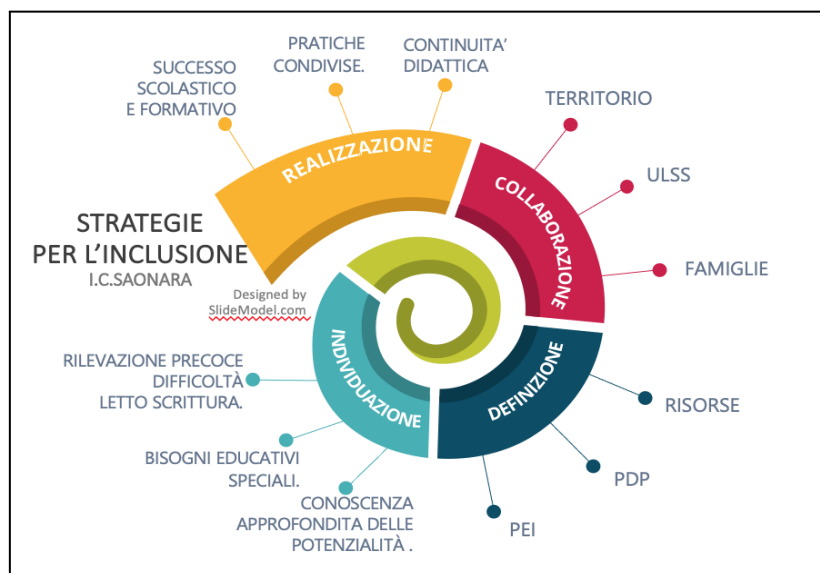 SUCCESSO
SCOLASTICO
E FORMATIVO
PRATICHE
CONDIVISE.
CONTINUITA'
DIDATTICA
REALIZZAZIONE
TERRITORIO
ULSS
FAMIGLIE
COLLABORAZIONE
STRATEGIE
PER L'INCLUSIONE
I.C.SAONARA
Designed by
SlideModel.com
RISORSE
PDP
PEI
DEFINIZIONE
INDIVIDUAZIONE
RILEVAZIONE PRECOCE
DIFFICOLTÀ
LETTO SCRITTURA.
BISOGNI EDUCATIVI
SPECIALI.
CONOSCENZA
APPROFONDITA DELLE
POTENZIALITÀ .